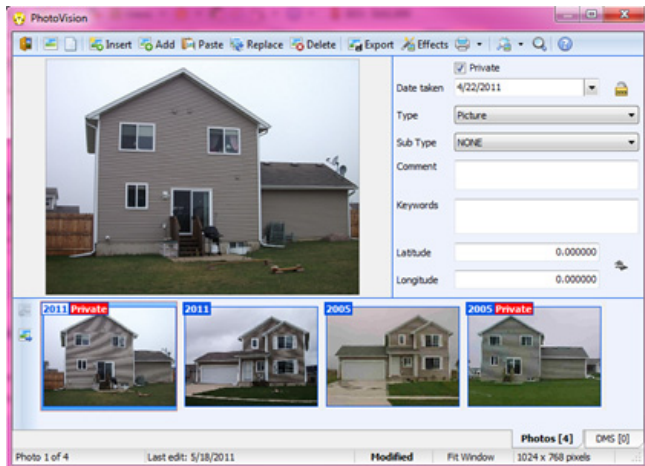 PhotoVision
Insert Add Paste Replace Delete Export Effects
Private
Date taken 4/22/2011
Type Picture
Sub Type NONE
Comment
Keywords
Latitude 0.000000
Longitude 0.000000
2011 Private 2011 2005 2005 Private
Photos [4] DMS [0]
Photo 1 of 4 Last edit: 5/18/2011 Modified Fit Window 1024 x 768 pixels